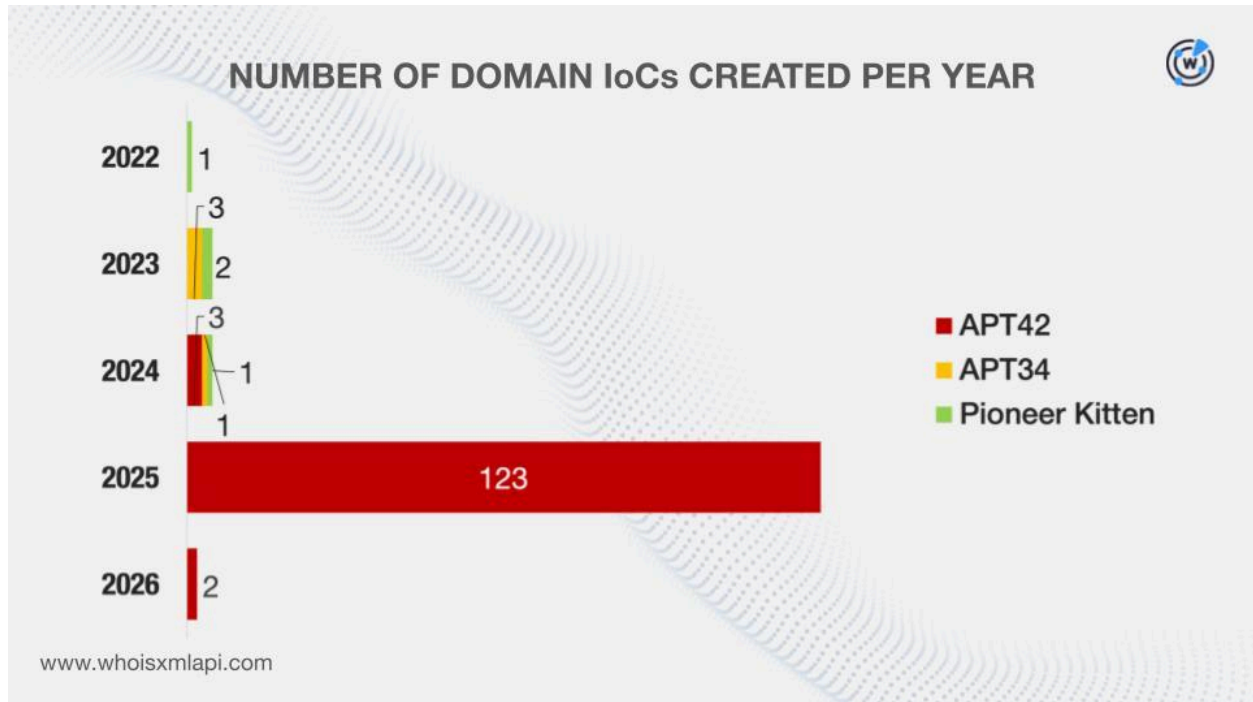 NUMBER OF DOMAIN IoCs CREATED PER YEAR
W
2022 1
3
2023 2
3
2024 1
1
2025 123
2026 2
APT42
APT34
Pioneer Kitten
www.whoisxmlapi.com